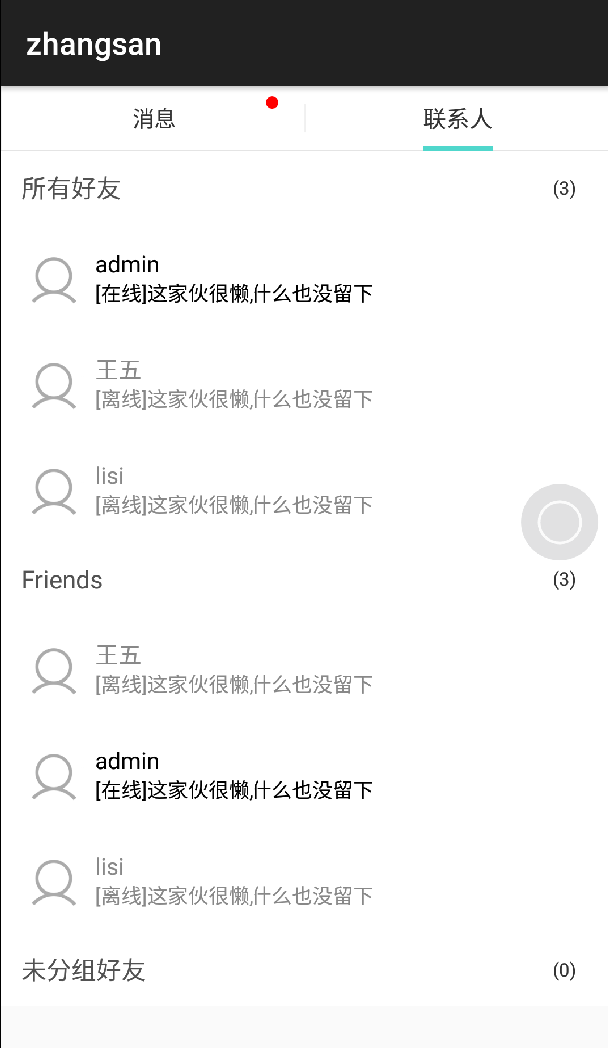 zhangsan
消息
联系人
所有好友
(3)
admin
[在线]这家伙很懒,什么也没留下
王五
[离线]这家伙很懒,什么也没留下
lisi
[离线]这家伙很懒,什么也没留下
Friends
(3)
王五
[离线]这家伙很懒,什么也没留下
admin
[在线]这家伙很懒,什么也没留下
lisi
[离线]这家伙很懒,什么也没留下
未分组好友
(0)